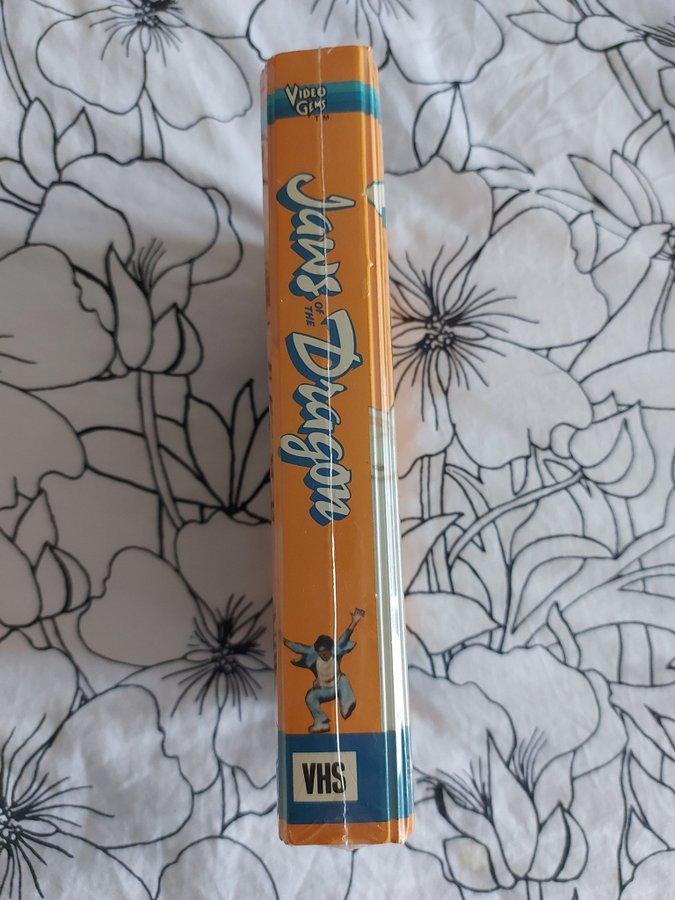 VIDEO
GEMS
T.M.
Jaws OF THE Dragon
VHS